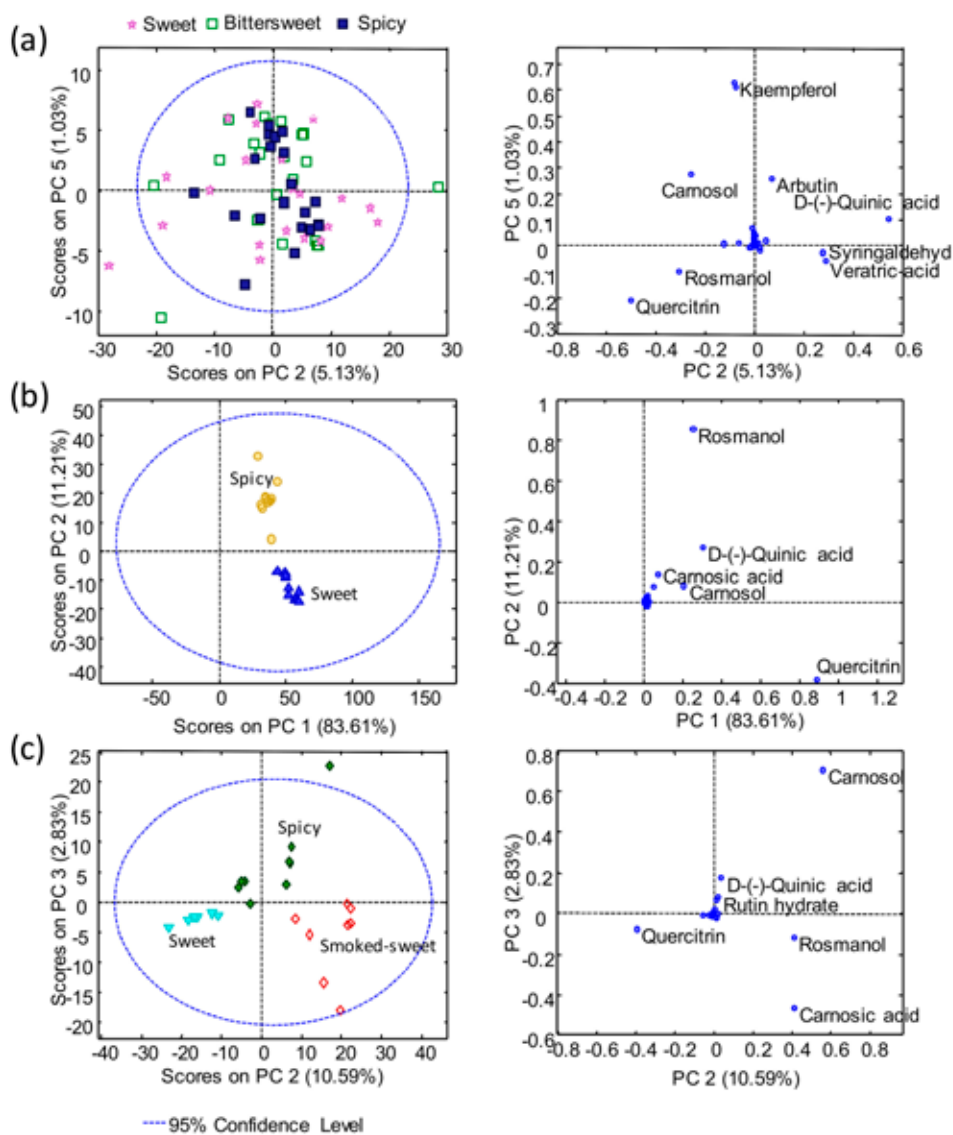 Sweet Bittersweet Spicy
(a)
10
5
0
-5
-10
Scores on PC 5 (1.03%)
-30 -20 -10 0 10 20 30
Scores on PC 2 (5.13%)
0.7
0.6
0.5
0.4
0.3
0.2
0.1
0
-0.1
-0.2
-0.3
PC 5 (1.03%)
Kaempferol
Carnosol
Arbutin
D-(-)-Quinic acid
Syringaldehyd
Veratric-acid
Rosmanol
Quercitrin
-0.8 -0.6 -0.4 -0.2 0 0.2 0.4 0.6
PC 2 (5.13%)
(b)
50
40
30
20
10
0
-10
-20
-30
-40
Scores on PC 2 (11.21%)
Spicy
Sweet
-50 0 50 100 150
Scores on PC 1 (83.61%)
1
0.8
0.6
0.4
0.2
0
-0.2
-0.4
PC 2 (11.21%)
Rosmanol
D-(-)-Quinic acid
Carnosic acid
Carnosol
Quercitrin
-0.4 -0.2 0 0.2 0.4 0.6 0.8 1 1.2
PC 1 (83.61%)
(c)
25
20
15
10
5
0
-5
-10
-15
-20
Scores on PC 3 (2.83%)
Spicy
Sweet
Smoked-sweet
-40 -30 -20 -10 0 10 20 30 40
Scores on PC 2 (10.59%)
0.8
0.6
0.4
0.2
0
-0.2
-0.4
-0.6
PC 3 (2.83%)
Carnosol
D-(-)-Quinic acid
Rutin hydrate
Quercitrin
Rosmanol
Carnosic acid
-0.8 -0.6 -0.4 -0.2 0 0.2 0.4 0.6 0.8
PC 2 (10.59%)
95% Confidence Level